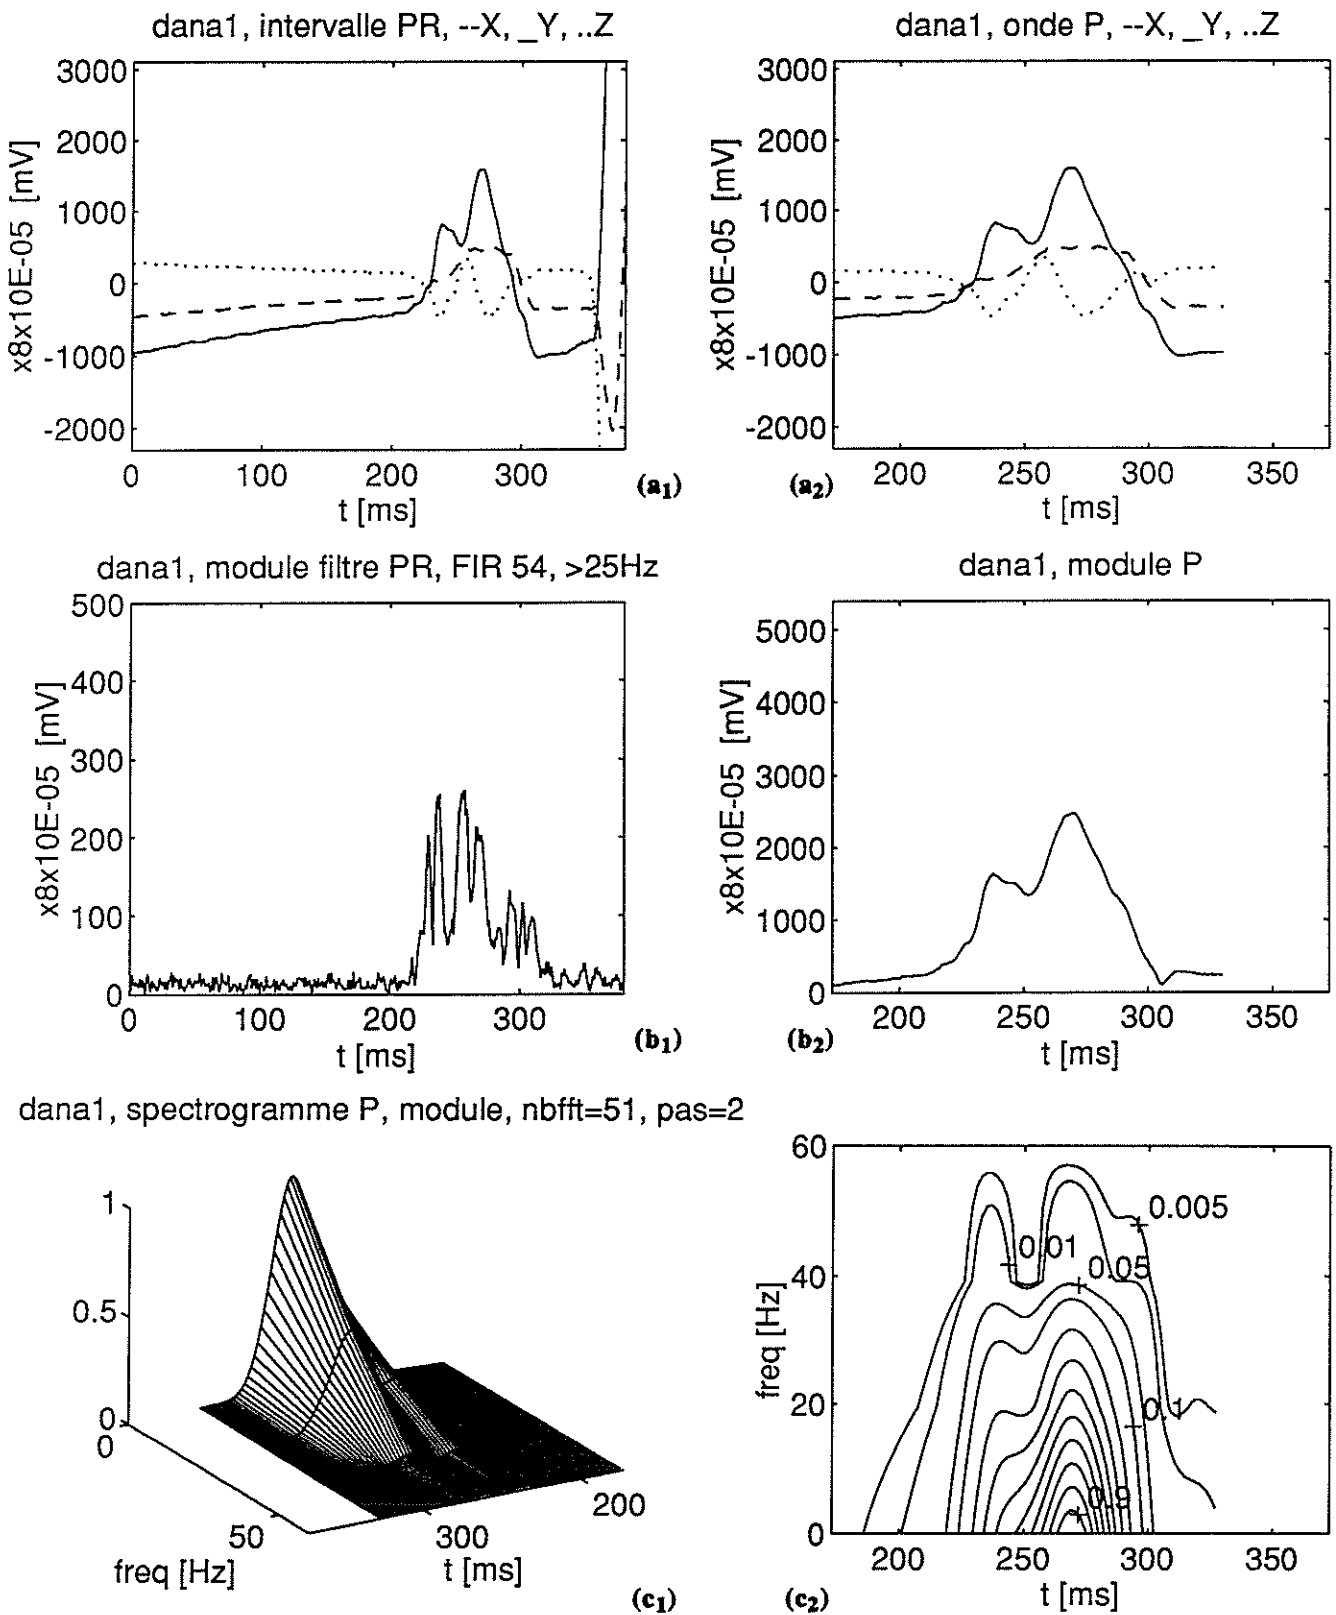 dana1, intervalle PR, --X, _Y, ..Z
x8x10E-05 [mV]
3000
2000
1000
0
-1000
-2000
0 100 200 300
t [ms]
(a1)
dana1, onde P, --X, _Y, ..Z
x8x10E-05 [mV]
3000
2000
1000
0
-1000
-2000
200 250 300 350
t [ms]
(a2)
dana1, module filtre PR, FIR 54, >25Hz
x8x10E-05 [mV]
500
400
300
200
100
0
0 100 200 300
t [ms]
(b1)
dana1, module P
x8x10E-05 [mV]
5000
4000
3000
2000
1000
0
200 250 300 350
t [ms]
(b2)
dana1, spectrogramme P, module, nbfft=51, pas=2
1
0.5
0
0
50
freq [Hz]
300
200
t [ms]
(c1)
freq [Hz]
60
40
20
0
0.005
0.01
0.05
0.1
0.9
200 250 300 350
t [ms]
(c2)